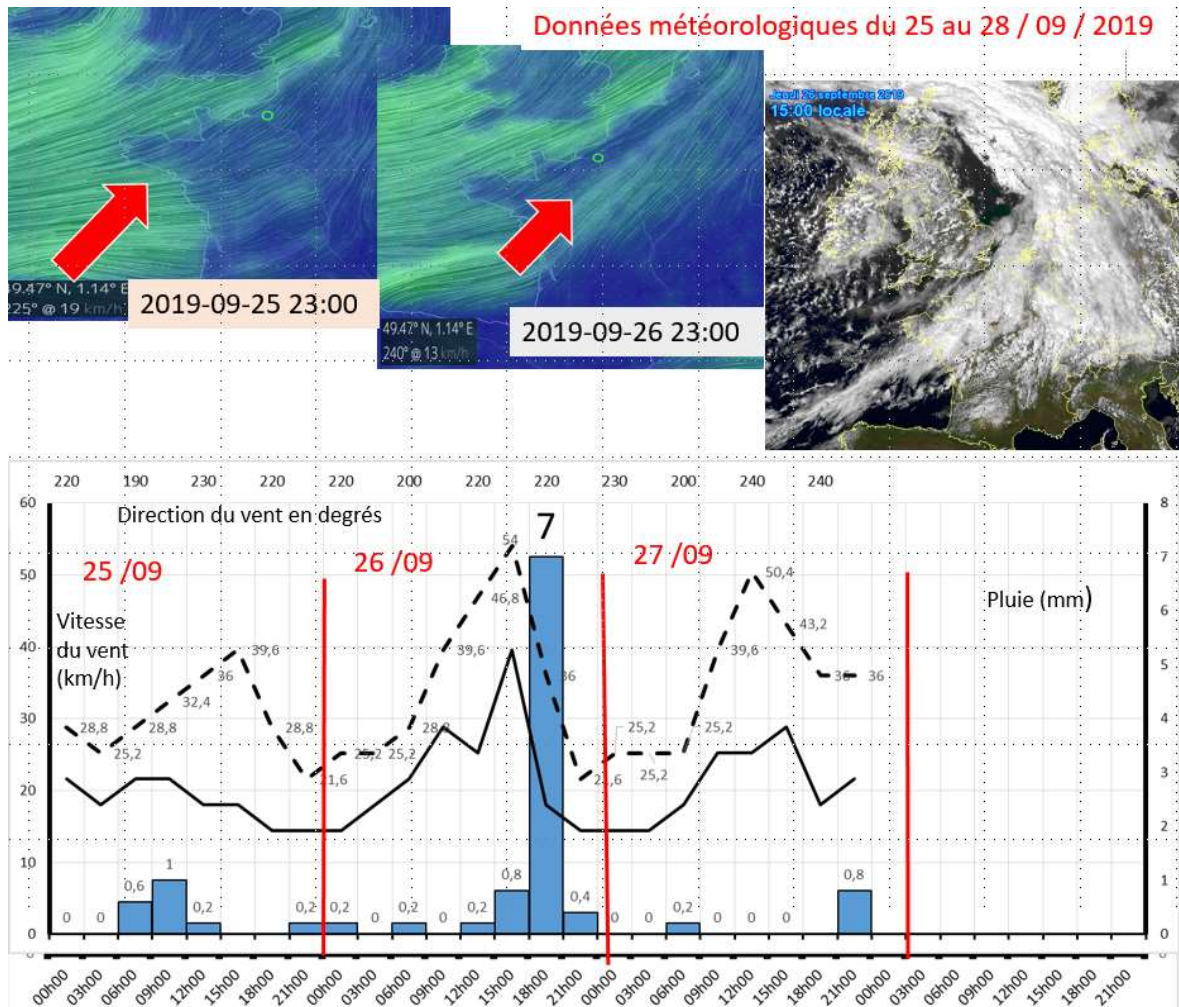 Données météorologiques du 25 au 28 / 09 / 2019
Jeudi 26 septembre 2019
15:00 locale
9.47° N, 1.14° E
225° @ 19 km/h
2019-09-25 23:00
49.47° N, 1.14° E
240° @ 13 km/h
2019-09-26 23:00
220 190 230 220 220 200 220 220 230 200 240 240
Direction du vent en degrés
7
25 /09
26 /09
27 /09
Vitesse
du vent
(km/h)
Pluie (mm)
60
50
40
30
20
10
0
8
7
6
5
4
3
2
1
0
28,8 25,2 28,8 32,4 36 39,6 28,8 21,6 25,2 25,2 28,8 39,6 46,8 54 36 21,6 25,2 25,2 25,2 39,6 50,4 43,2 36 36
0 0 0,6 1 0,2 0,2 0,2 0 0,2 0 0,2 0,8 0,4 0 0 0,2 0 0 0 0,8
00h00 03h00 06h00 09h00 12h00 15h00 18h00 21h00 00h00 03h00 06h00 09h00 12h00 15h00 18h00 21h00 00h00 03h00 06h00 09h00 12h00 15h00 18h00 21h00 00h00 03h00 06h00 09h00 12h00 15h00 18h00 21h00